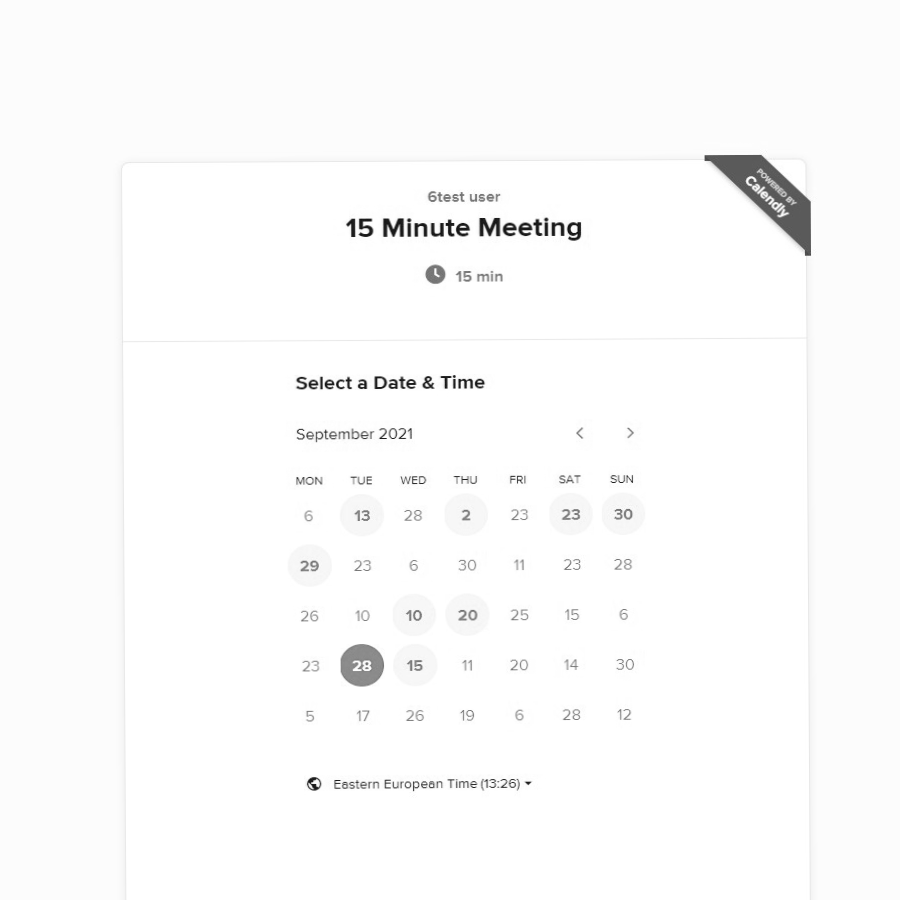 POWERED BY
Calendly
6test user
15 Minute Meeting
15 min
Select a Date & Time
September 2021
MON TUE WED THU FRI SAT SUN
6 13 28 2 23 23 30
29 23 6 30 11 23 28
26 10 10 20 25 15 6
23 28 15 11 20 14 30
5 17 26 19 6 28 12
Eastern European Time (13:26)